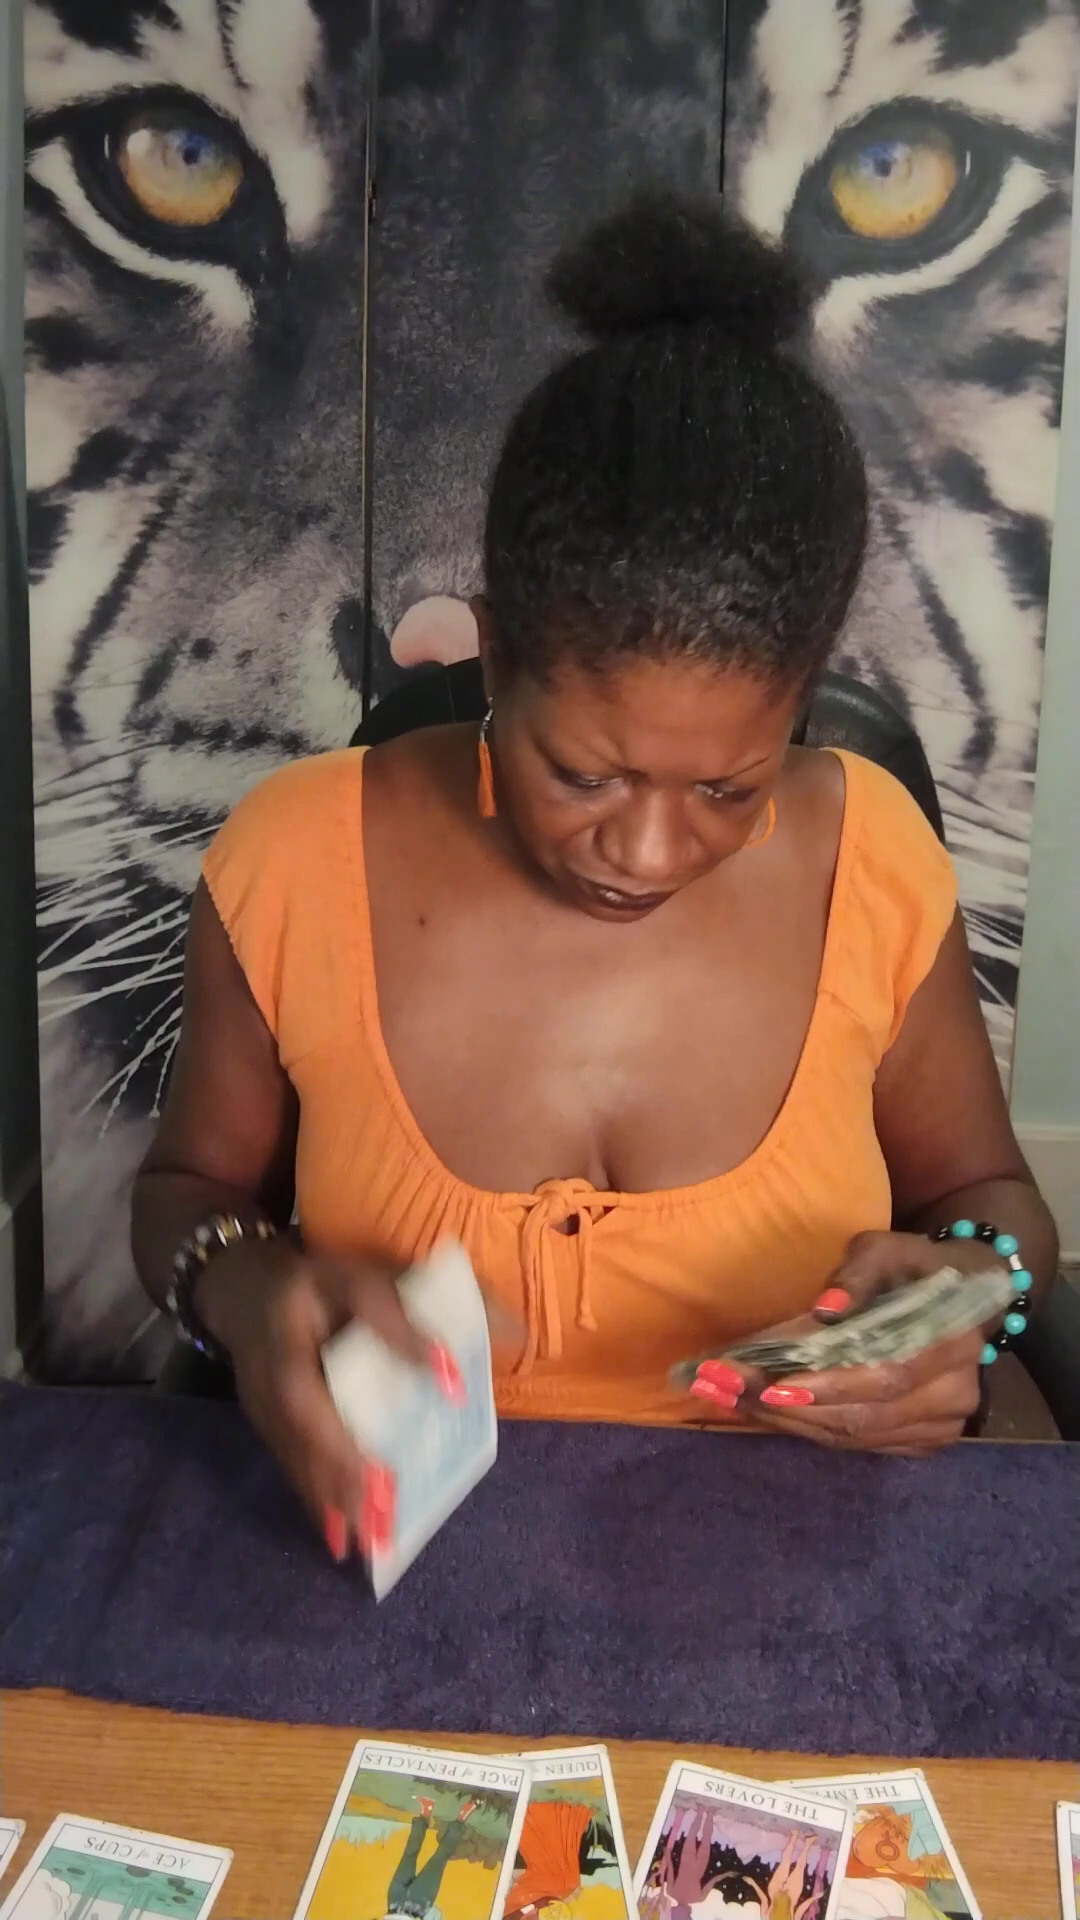 PAGE of PENTACLES
QUEEN
THE LOVERS
THE EMP
ACE of CUPS